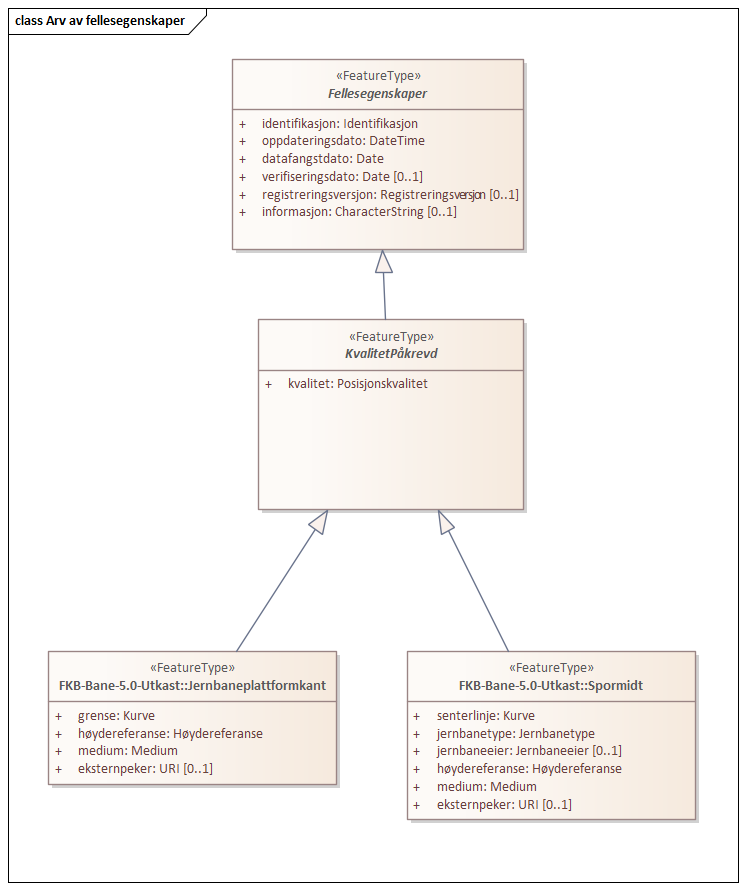 class Arv av fellesegenskaper
«FeatureType»
Fellesegenskaper
+ identifikasjon: Identifikasjon
+ oppdateringsdato: DateTime
+ datafangstdato: Date
+ verifiseringsdato: Date [0..1]
+ registreringsversjon: Registreringsversjon [0..1]
+ informasjon: CharacterString [0..1]
«FeatureType»
KvalitetPåkrevd
+ kvalitet: Posisjonskvalitet
«FeatureType»
FKB-Bane-5.0-Utkast::Jernbaneplattformkant
+ grense: Kurve
+ høydereferanse: Høydereferanse
+ medium: Medium
+ eksternpeker: URI [0..1]
«FeatureType»
FKB-Bane-5.0-Utkast::Spormidt
+ senterlinje: Kurve
+ jernbanetype: Jernbanetype
+ jernbaneeier: Jernbaneeier [0..1]
+ høydereferanse: Høydereferanse
+ medium: Medium
+ eksternpeker: URI [0..1]